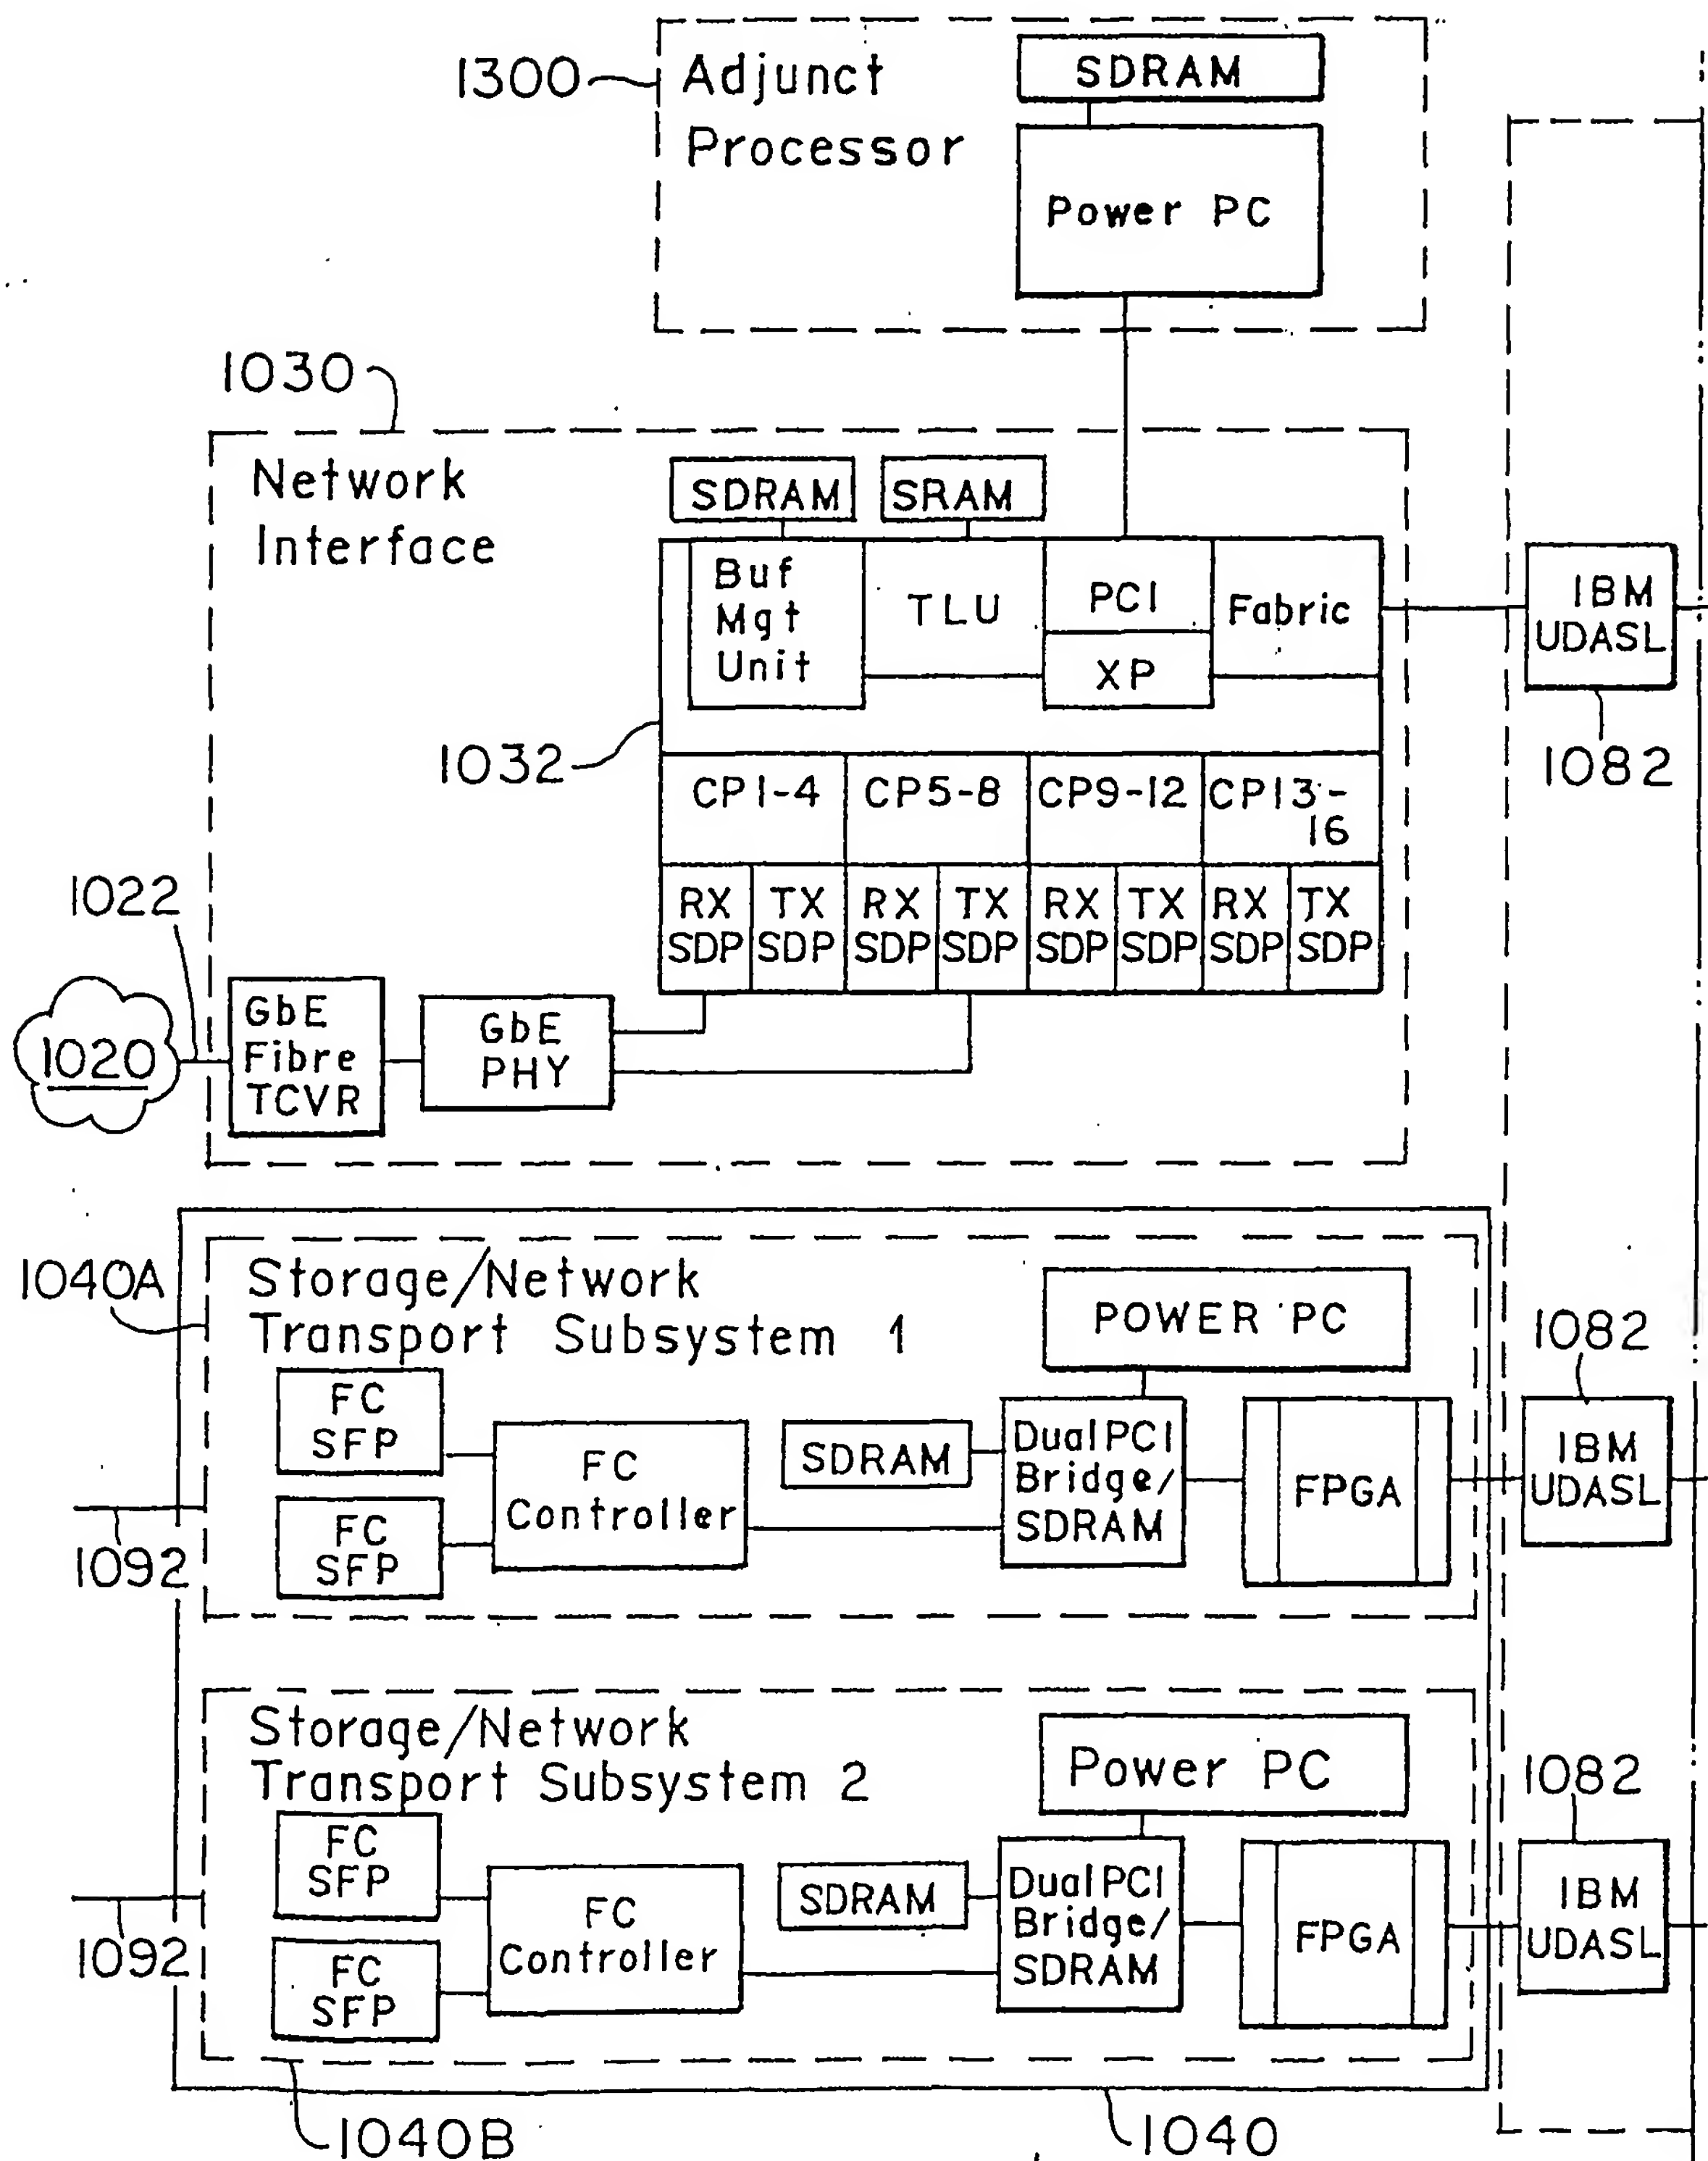 1300
Adjunct
Processor
SDRAM
Power PC
1030
Network
Interface
SDRAM
SRAM
Buf
Mgt
Unit
TLU
PCI
XP
Fabric
IBM
UDASL
1082
1032
CP1-4
CP5-8
CP9-12
CP13-
16
RX
SDP
TX
SDP
RX
SDP
TX
SDP
RX
SDP
TX
SDP
RX
SDP
TX
SDP
1022
1020
GbE
Fibre
TCVR
GbE
PHY
1040A
Storage/Network
Transport Subsystem 1
POWER PC
1082
FC
SFP
FC
SFP
FC
Controller
SDRAM
Dual PCI
Bridge/
SDRAM
FPGA
IBM
UDASL
1092
Storage/Network
Transport Subsystem 2
Power PC
1082
FC
SFP
FC
SFP
FC
Controller
SDRAM
Dual PCI
Bridge/
SDRAM
FPGA
IBM
UDASL
1092
1040B
1040